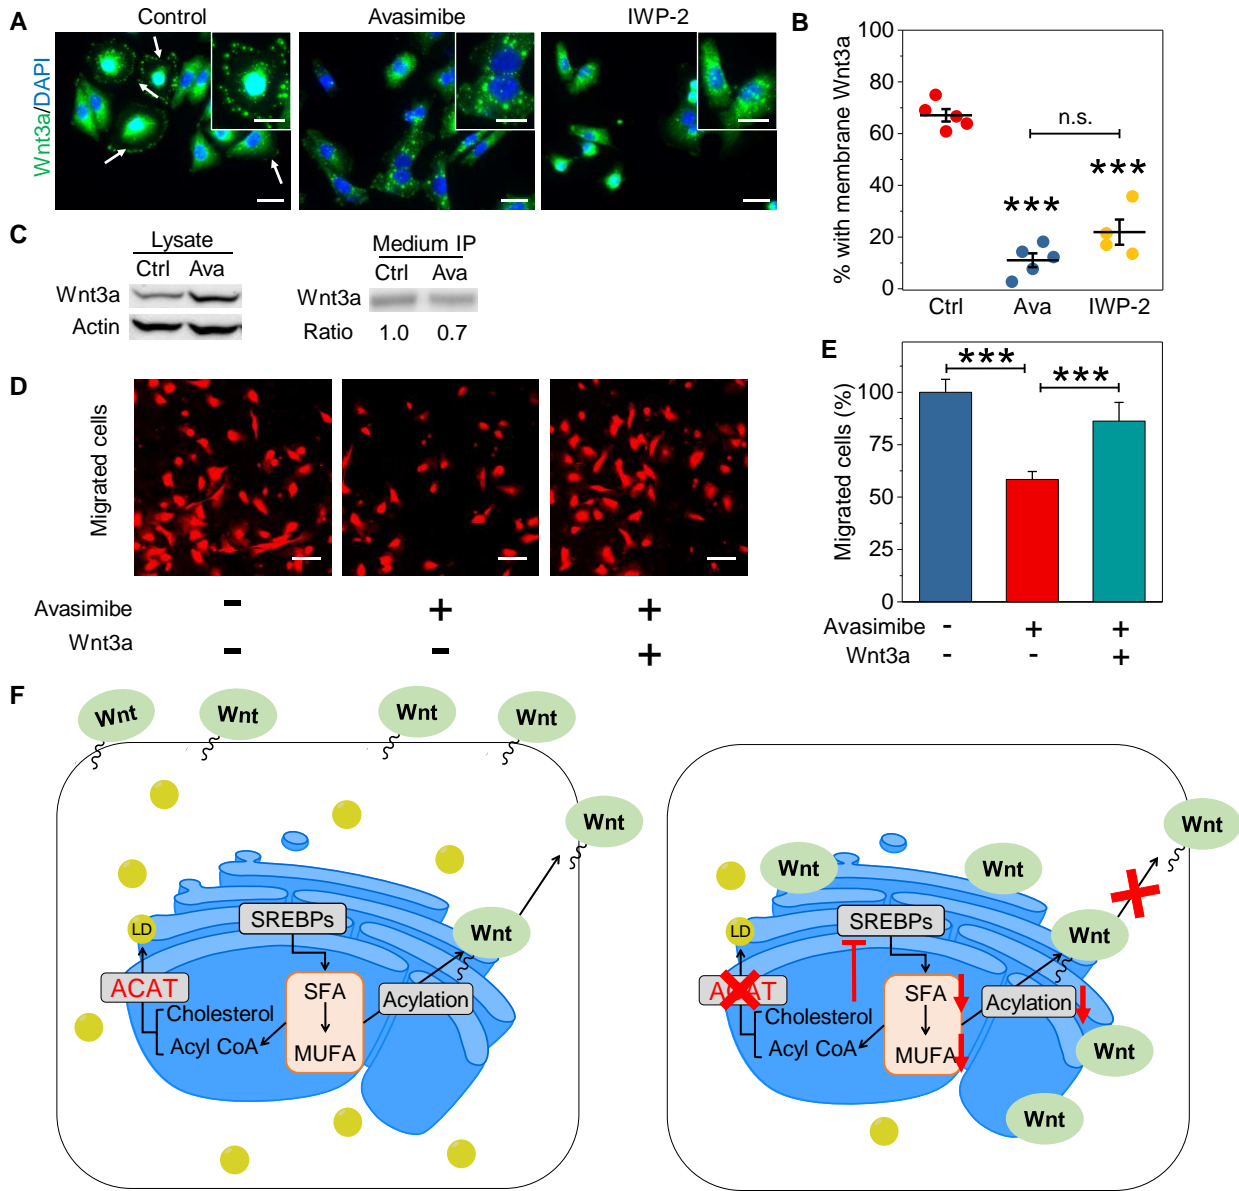 A
Control
Avasimibe
IWP-2
Wnt3a/DAPI
B
% with membrane Wnt3a
100
80
60
40
20
0
n.s.
***
***
Ctrl
Ava
IWP-2
C
Lysate
Ctrl Ava
Wnt3a
Actin
Medium IP
Ctrl Ava
Wnt3a
Ratio 1.0 0.7
D
Migrated cells
Avasimibe - + +
Wnt3a - - +
E
Migrated cells (%)
100
75
50
25
0
***
***
Avasimibe - + +
Wnt3a - - +
F
Wnt
Wnt
Wnt
Wnt
Wnt
LD
SREBPs
Wnt
ACAT
SFA
Acylation
Cholesterol
Acyl CoA
MUFA
Wnt
Wnt
Wnt
LD
SREBPs
Wnt
ACAT
SFA
Acylation
Cholesterol
Acyl CoA
MUFA
Wnt
Wnt